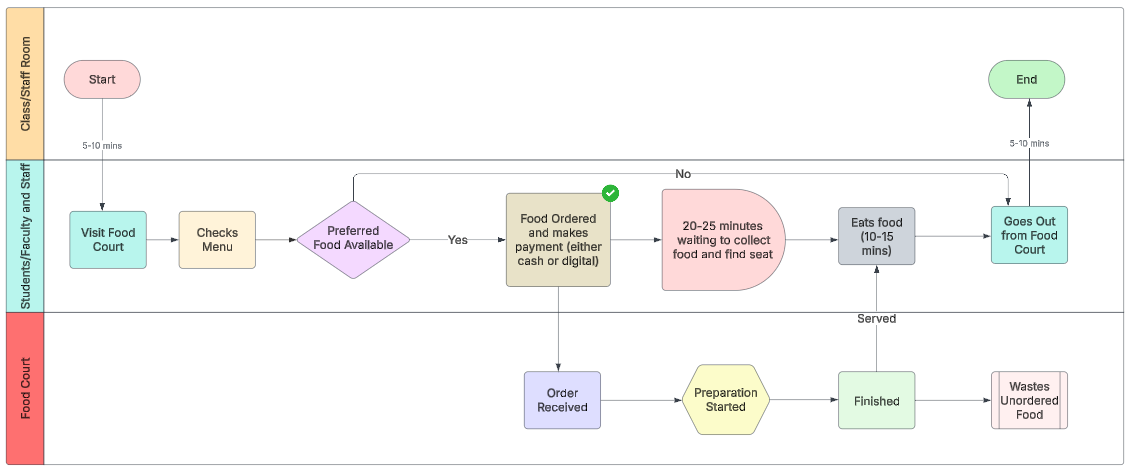 Class/Staff Room
Start
End
5-10 mins
5-10 mins
Students/Faculty and Staff
No
Visit Food
Court
Checks
Menu
Preferred
Food Available
Yes
Food Ordered
and makes
payment (either
cash or digital)
20-25 minutes
waiting to collect
food and find seat
Eats food
(10-15
mins)
Goes Out
from Food
Court
Food Court
Served
Order
Received
Preparation
Started
Finished
Wastes
Unordered
Food